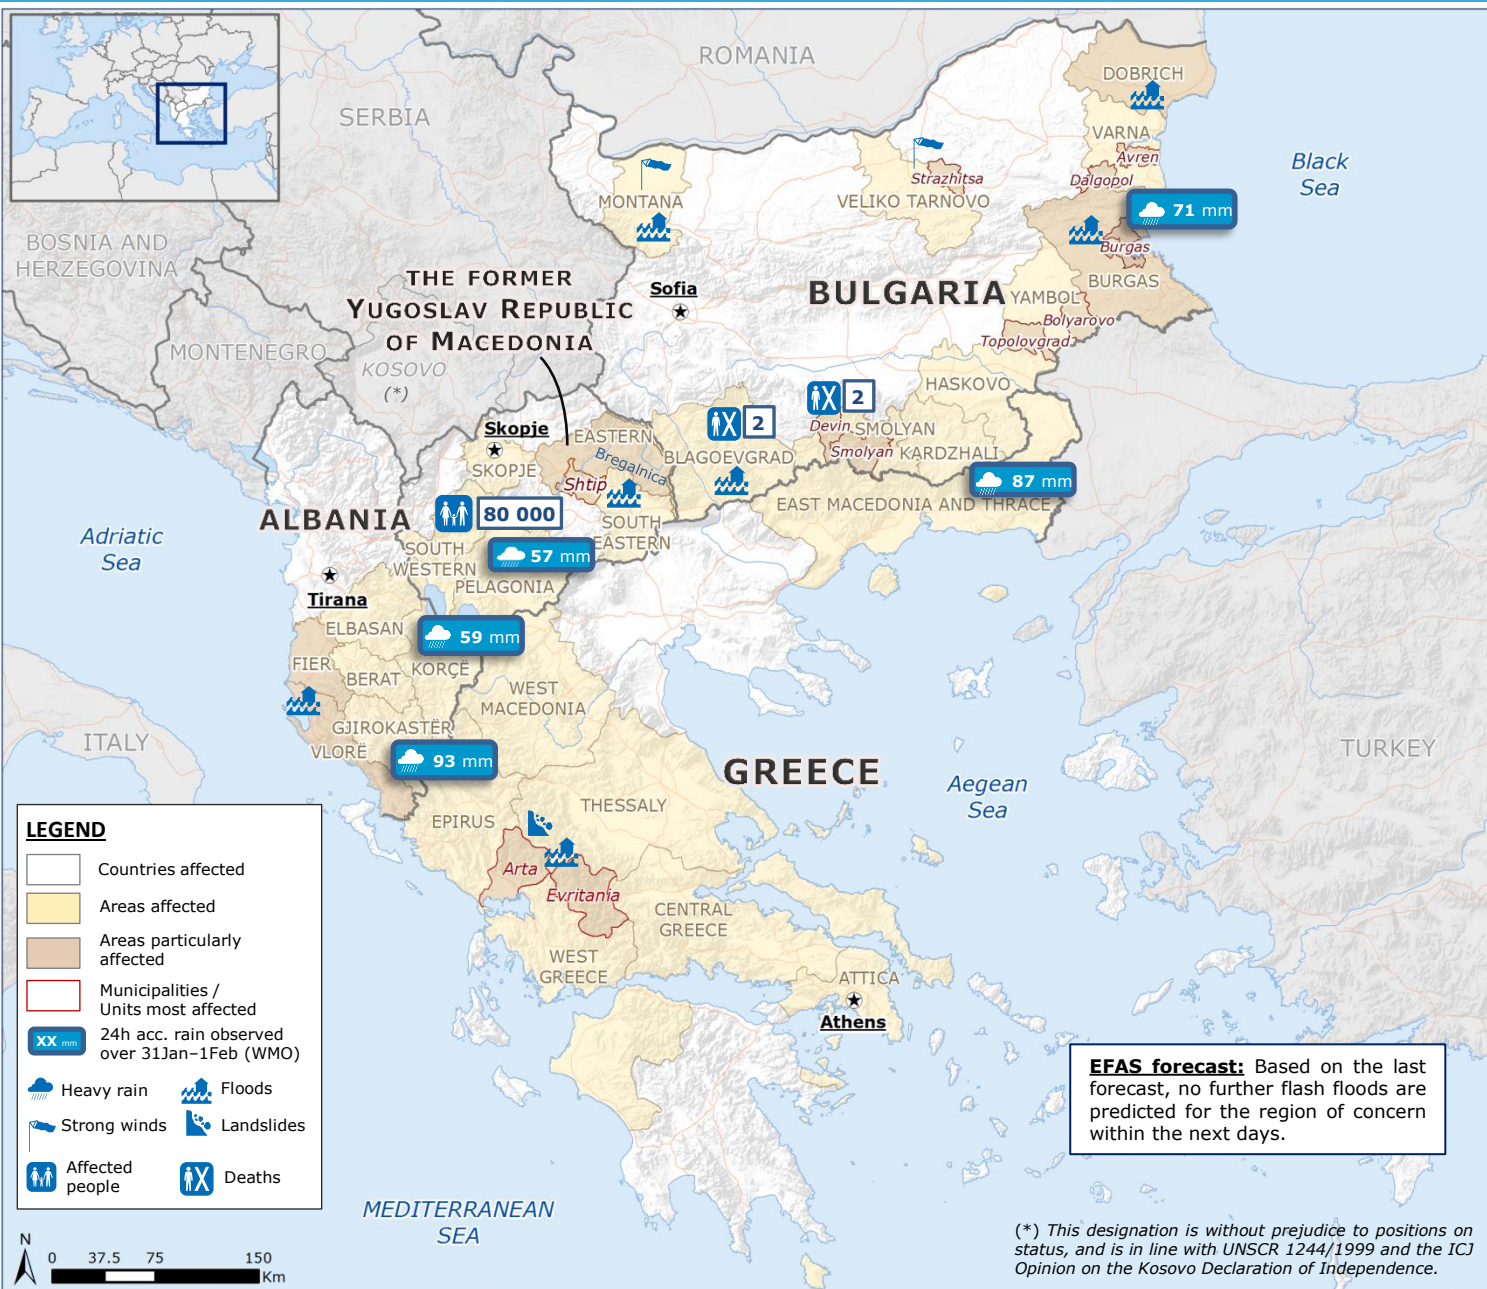 ROMANIA
SERBIA
BOSNIA AND
HERZEGOVINA
MONTENEGRO
KOSOVO
(*)
THE FORMER
YUGOSLAV REPUBLIC
OF MACEDONIA
BULGARIA
Sofia
MONTANA
VELIKO TARNOVO
Strazhitsa
DOBRICH
VARNA
Avren
Dalgopol
71 mm
Burgas
BURGAS
YAMBOL
Bolyarovo
Topolovgrad
HASKOVO
Black
Sea
2
Devin
SMOLYAN
Smolyan
KARDZHALI
2
BLAGOEVGRAD
87 mm
EAST MACEDONIA AND THRACE
Skopje
SKOPJE
EASTERN
Bregalnica
Shtip
SOUTH
EASTERN
80 000
57 mm
SOUTH
WESTERN
PELAGONIA
ALBANIA
Tirana
Adriatic
Sea
ELBASAN
59 mm
FIER
BERAT
KORÇË
GJIROKASTËR
VLORË
93 mm
ITALY
WEST
MACEDONIA
GREECE
Aegean
Sea
TURKEY
EPIRUS
THESSALY
Arta
Evritania
CENTRAL
GREECE
WEST
GREECE
ATTICA
Athens
MEDITERRANEAN
SEA
LEGEND
Countries affected
Areas affected
Areas particularly
affected
Municipalities /
Units most affected
XX mm
24h acc. rain observed
over 31Jan–1Feb (WMO)
Heavy rain
Floods
Strong winds
Landslides
Affected
people
Deaths
N
0 37.5 75 150
Km
EFAS forecast: Based on the last
forecast, no further flash floods are
predicted for the region of concern
within the next days.
(*) This designation is without prejudice to positions on
status, and is in line with UNSCR 1244/1999 and the ICJ
Opinion on the Kosovo Declaration of Independence.